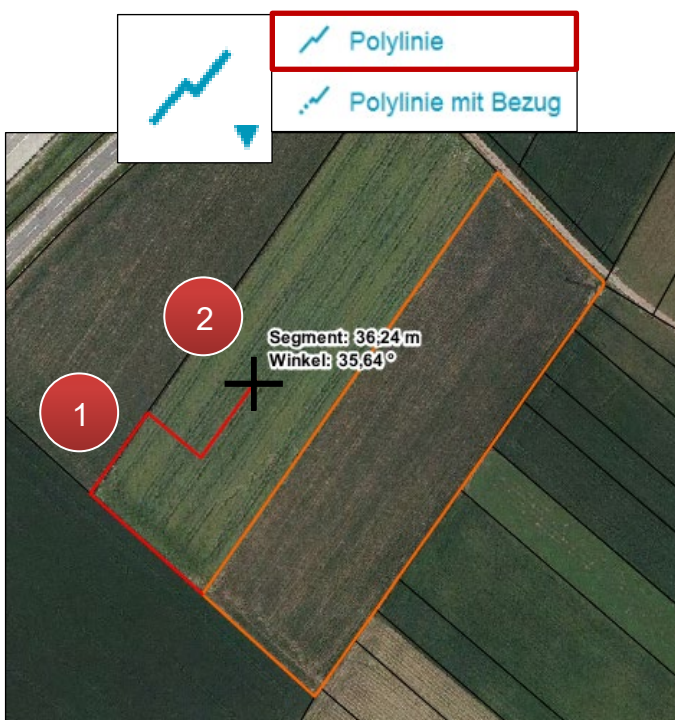 Polylinie
Polylinie mit Bezug
2
Segment: 36,24 m
Winkel: 35,64 °
1